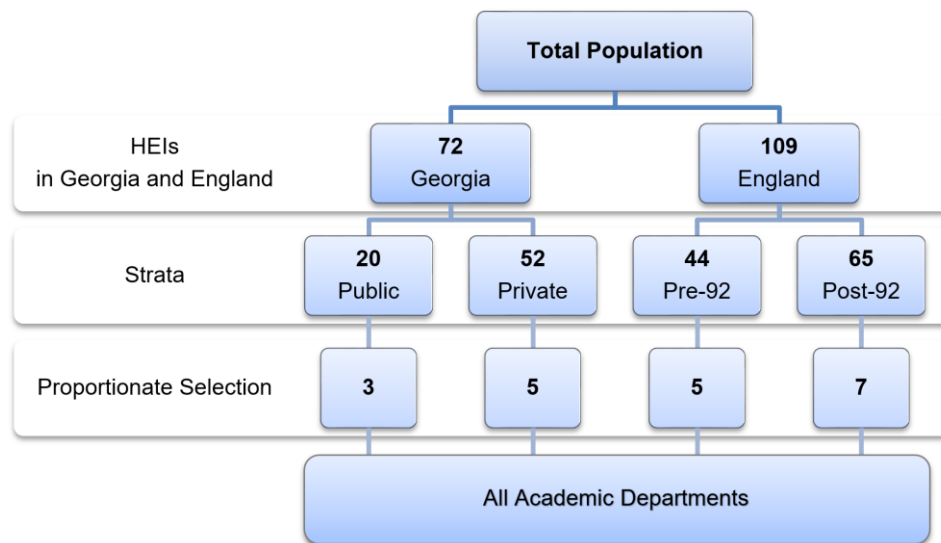 Total Population
HEIs
in Georgia and England
72
Georgia
109
England
Strata
20
Public
52
Private
44
Pre-92
65
Post-92
Proportionate Selection
3
5
5
7
All Academic Departments